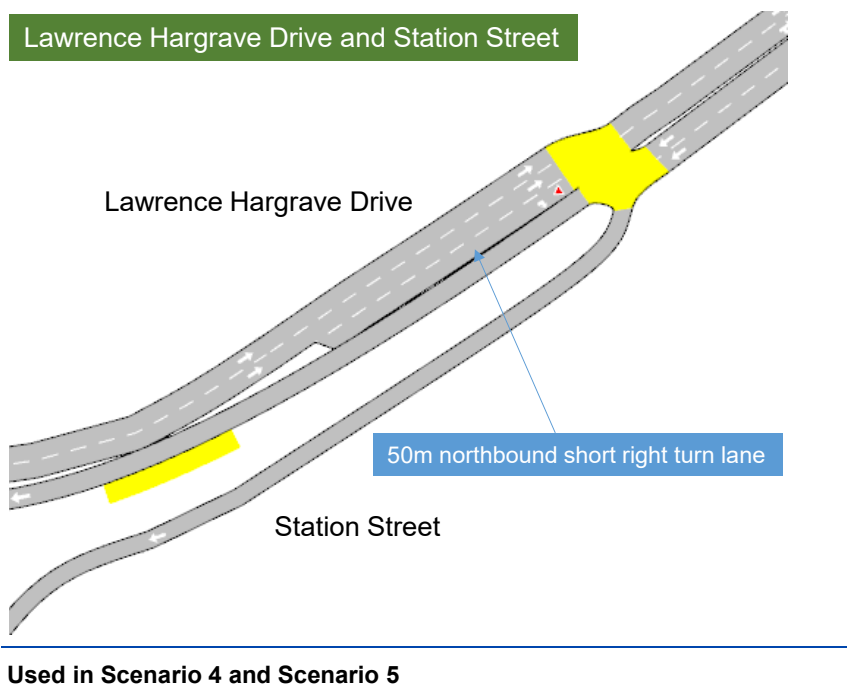 Lawrence Hargrave Drive and Station Street
Lawrence Hargrave Drive
50m northbound short right turn lane
Station Street
Used in Scenario 4 and Scenario 5